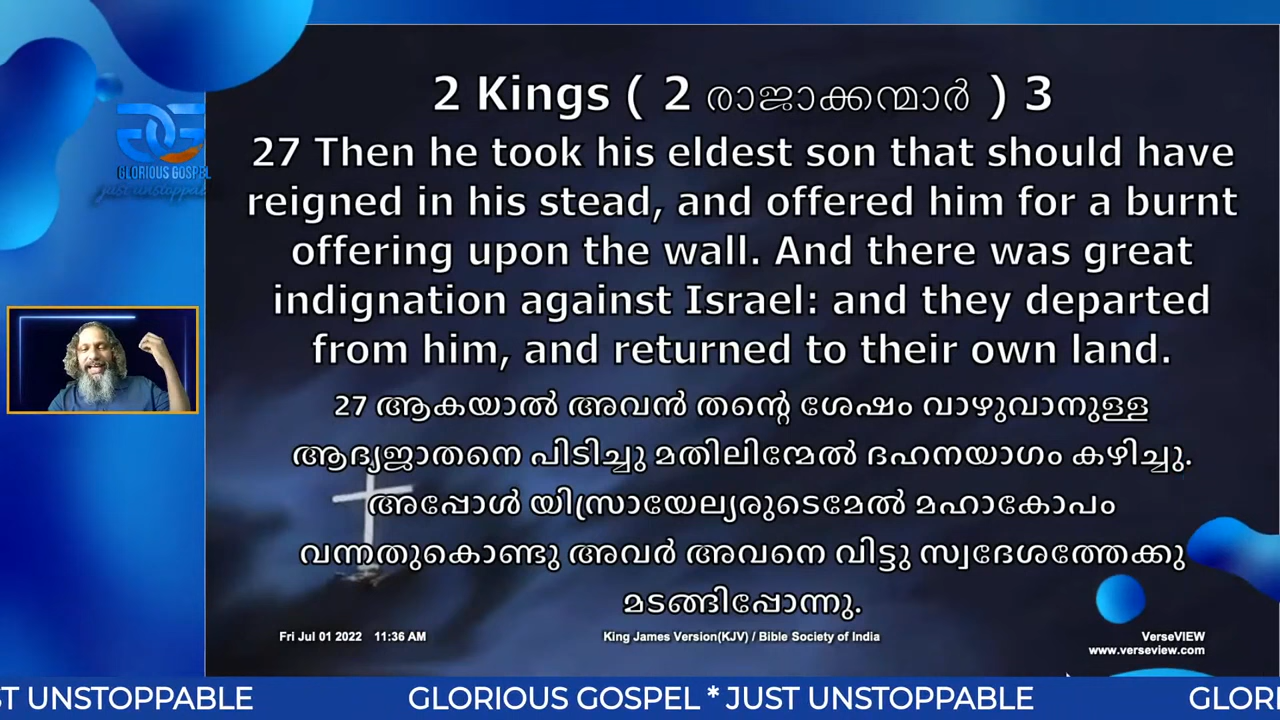 2 Kings ( 2 രാജാക്കന്മാർ ) 3
27 Then he took his eldest son that should have
reigned in his stead, and offered him for a burnt
offering upon the wall. And there was great
indignation against Israel: and they departed
from him, and returned to their own land.
27 ആകയാൽ അവൻ തന്റെ ശേഷം വാഴുവാനുള്ള
ആദ്യജാതനെ പിടിച്ചു മതിലിന്മേൽ ദഹനയാഗം കഴിച്ചു.
അപ്പോൾ യിസ്രായേല്യരുടെമേൽ മഹാകോപം
വന്നതുകൊണ്ടു അവർ അവനെ വിട്ടു സ്വദേശത്തേക്കു
മടങ്ങിപ്പോന്നു.
Fri Jul 01 2022 11:36 AM
King James Version(KJV) / Bible Society of India
VerseVIEW
www.verseview.com
GLORIOUS GOSPEL
just unstoppab
ST UNSTOPPABLE GLORIOUS GOSPEL * JUST UNSTOPPABLE GLORI